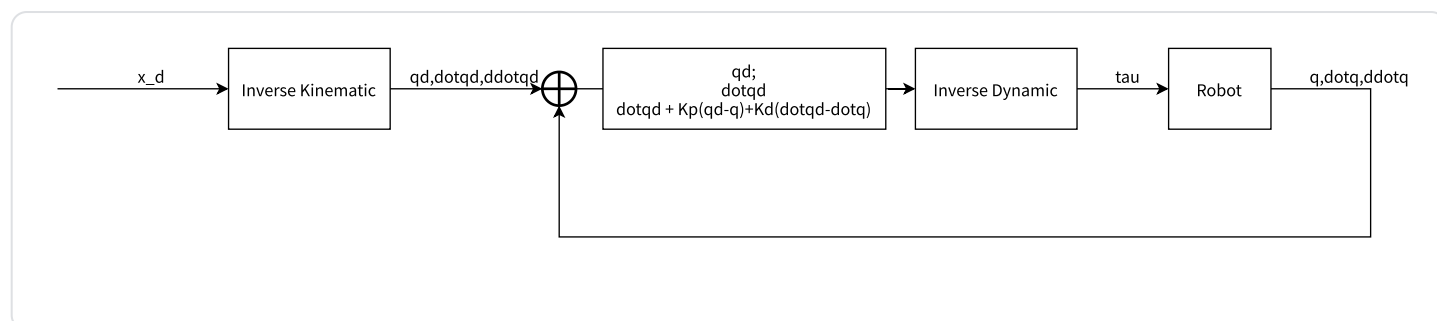 x_d
Inverse Kinematic
qd,dotqd,ddotqd
qd;
dotqd
dotqd + Kp(qd-q)+Kd(dotqd-dotq)
Inverse Dynamic
tau
Robot
q,dotq,ddotq